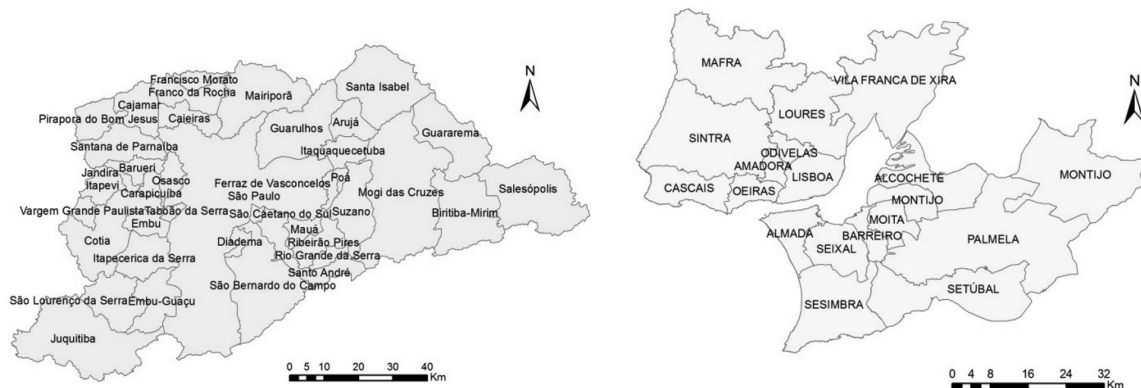 N
Francisco Morato
Franco da Rocha
Mairiporã
Santa Isabel
Cajamar
Pirapora do Bom Jesus
Caieiras
Guarulhos
Arujá
Guararema
Santana de Parnaíba
Itaquaquecetuba
Jandira
Barueri
Itapevi
Osasco
Carapicuíba
Ferraz de Vasconcelos
Poá
São Paulo
Mogi das Cruzes
Salesópolis
Vargem Grande Paulista
Taboão da Serra
São Caetano do Sul
Suzano
Biritiba-Mirim
Embu
Mauá
Cotia
Diadema
Ribeirão Pires
Itapecerica da Serra
Rio Grande da Serra
Santo André
São Bernardo do Campo
São Lourenço da Serra
Embu-Guaçu
Juquitiba
0 5 10 20 30 40
Km
N
MAFRA
VILA FRANCA DE XIRA
LOURES
SINTRA
ODIVELAS
AMADORA
LISBOA
ALCOCHETE
MONTIJO
CASCAIS
OEIRAS
MONTIJO
MOITA
ALMADA
BARREIRO
SEIXAL
PALMELA
SETÚBAL
SESIMBRA
0 4 8 16 24 32
Km